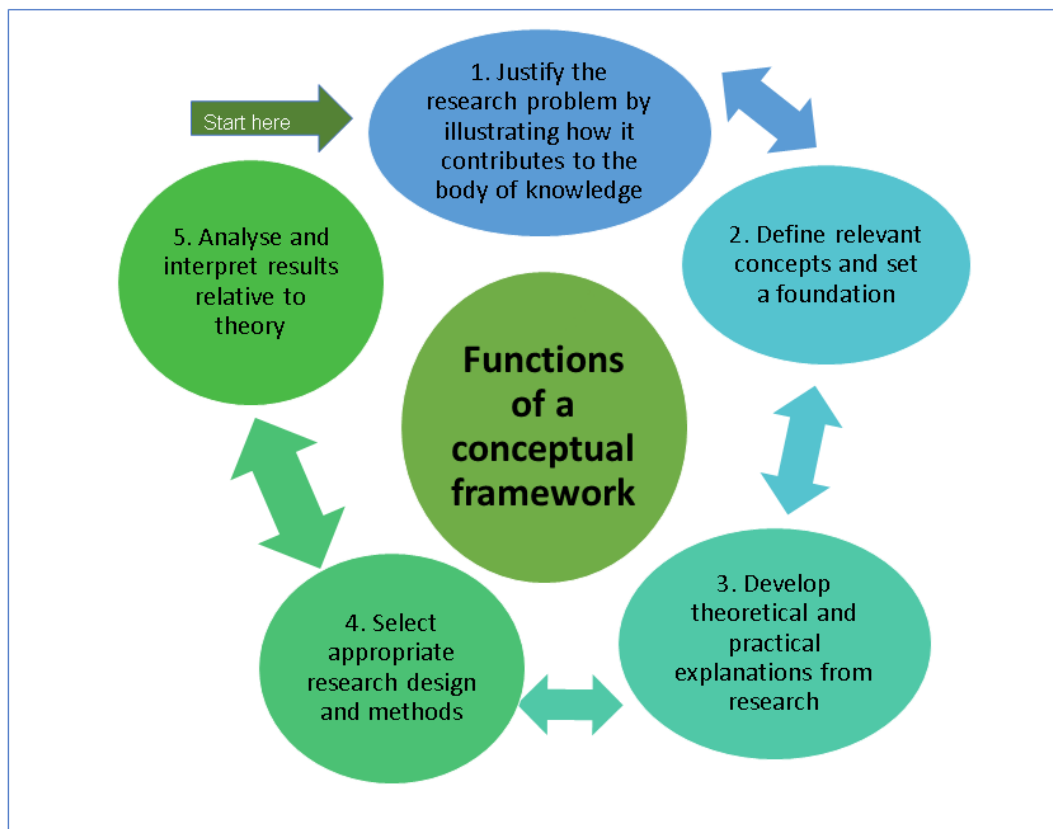 Start here
1. Justify the
research problem by
illustrating how it
contributes to the
body of knowledge
2. Define relevant
concepts and set
a foundation
3. Develop
theoretical and
practical
explanations from
research
4. Select
appropriate
research design
and methods
5. Analyse and
interpret results
relative to
theory
Functions
of a
conceptual
framework